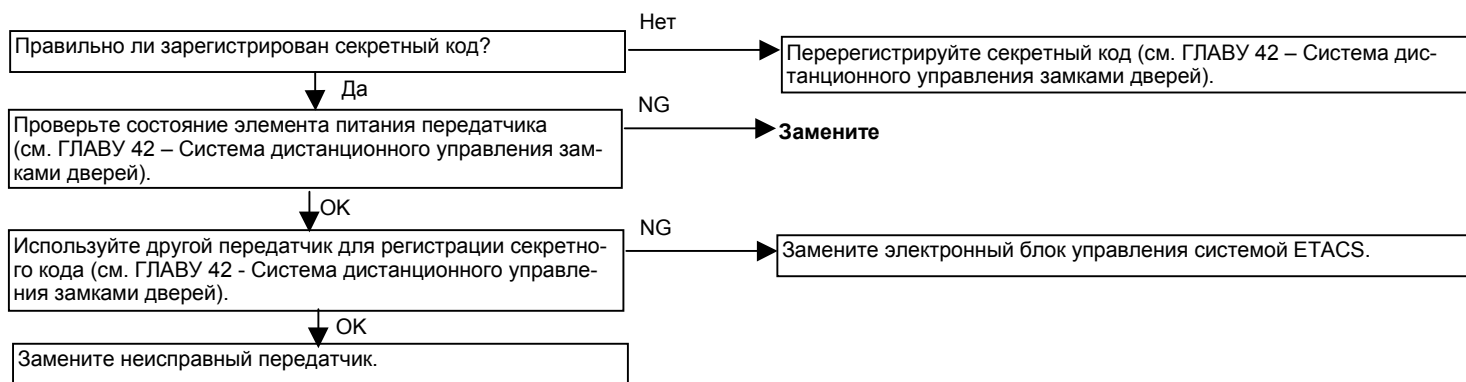 Нет
Правильно ли зарегистрирован секретный код?
Перерегистрируйте секретный код (см. ГЛАВУ 42 – Система дис-
танционного управления замками дверей).
Да
NG
Проверьте состояние элемента питания передатчика
(см. ГЛАВУ 42 – Система дистанционного управления зам-
ками дверей).
Замените
OK
NG
Используйте другой передатчик для регистрации секретно-
го кода (см. ГЛАВУ 42 - Система дистанционного управле-
ния замками дверей).
Замените электронный блок управления системой ETACS.
OK
Замените неисправный передатчик.